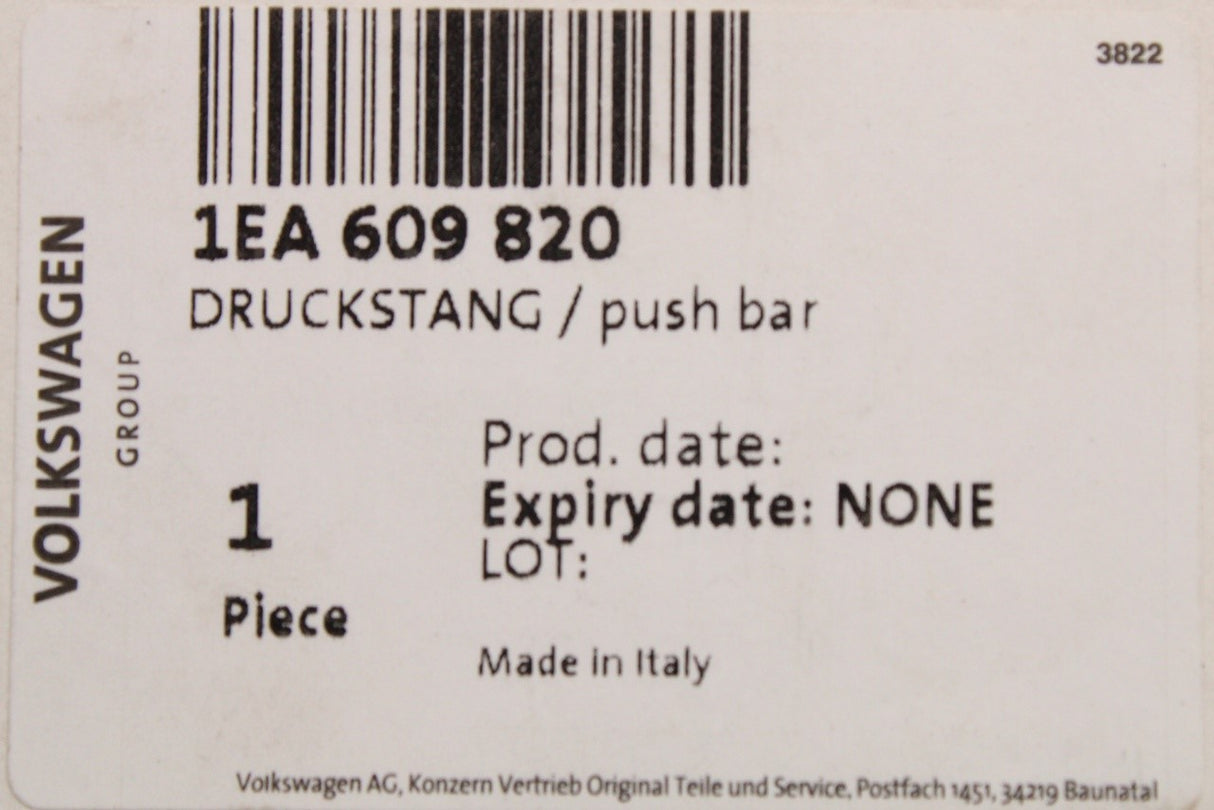 3822
1EA 609 820
DRUCKSTANG / push bar
VOLKSWAGEN
GROUP
1
Piece
Prod. date:
Expiry date: NONE
LOT:
Made in Italy
Volkswagen AG, Konzern Vertrieb Original Teile und Service, Postfach 1451, 34219 Baunatal